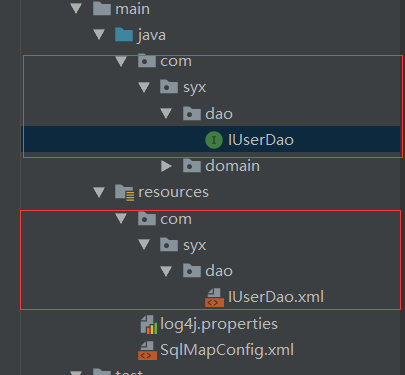 main
java
com
syx
dao
IUserDao
domain
resources
com
syx
dao
IUserDao.xml
log4j.properties
SqlMapConfig.xml
test